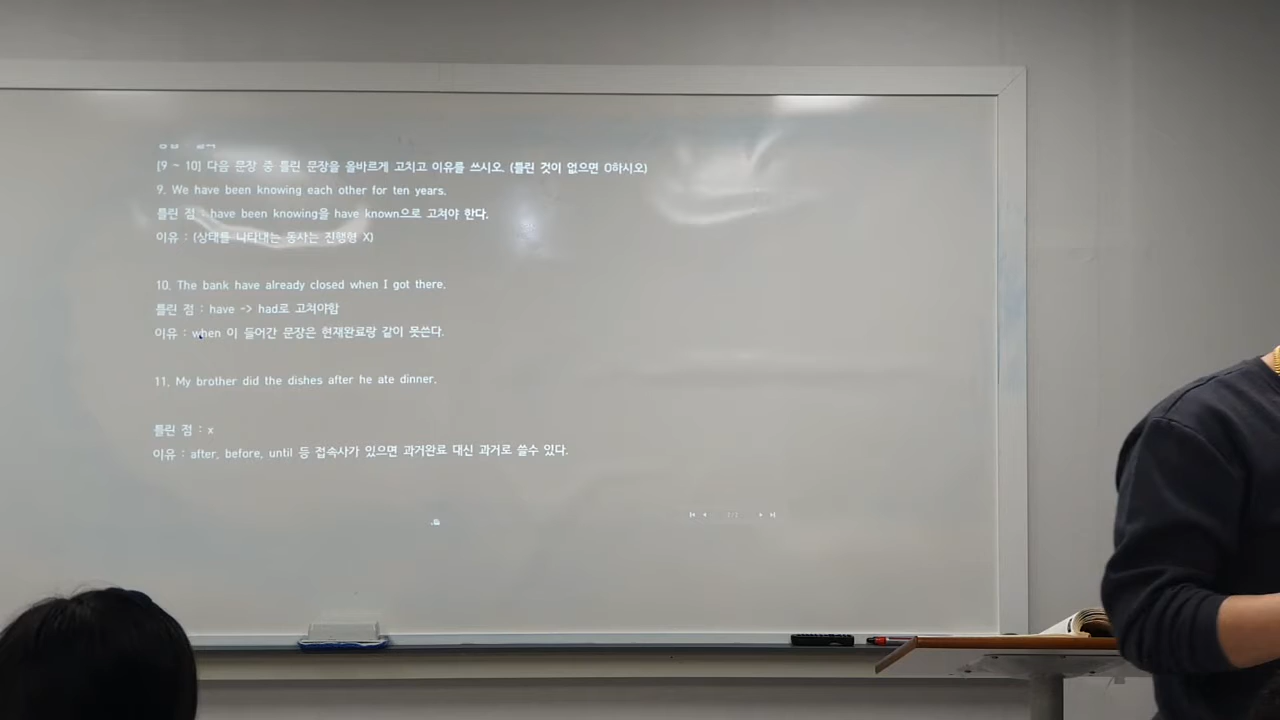 [9 ~ 10] 다음 문장 중 틀린 문장을 올바르게 고치고 이유를 쓰시오. (틀린 것이 없으면 0하시오)
9. We have been knowing each other for ten years.
틀린 점 : have been knowing을 have known으로 고쳐야 한다.
이유 : (상태를 나타내는 동사는 진행형 X)
10. The bank have already closed when I got there.
틀린 점 : have -> had로 고쳐야함
이유 : when 이 들어간 문장은 현재완료랑 같이 못쓴다.
11. My brother did the dishes after he ate dinner.
틀린 점 : x
이유 : after, before, until 등 접속사가 있으면 과거완료 대신 과거로 쓸수 있다.